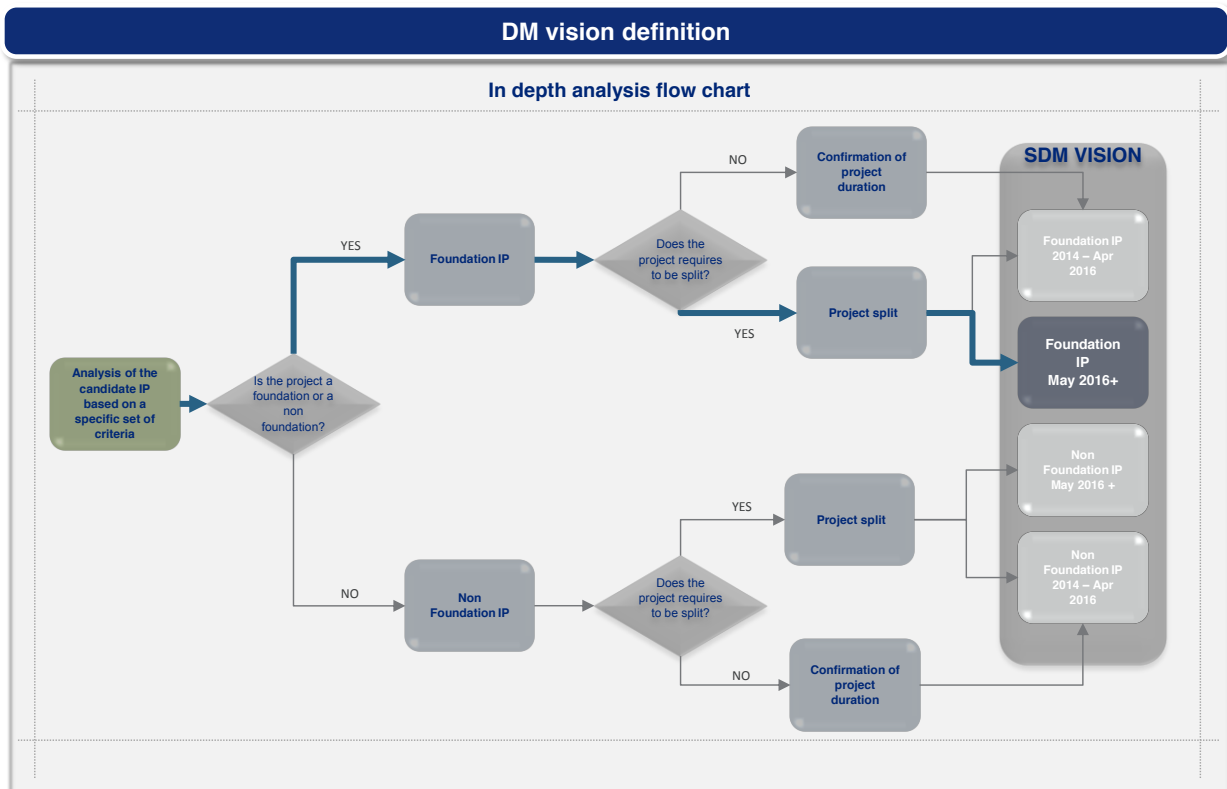 DM vision definition
In depth analysis flow chart
Analysis of the
candidate IP
based on a
specific set of
criteria
Is the project a
foundation or a
non
foundation?
YES
Foundation IP
Does the
project requires
to be split?
NO
Confirmation of
project
duration
YES
Project split
NO
Non
Foundation IP
Does the
project requires
to be split?
YES
Project split
NO
Confirmation of
project
duration
SDM VISION
Foundation IP
2014 – Apr
2016
Foundation
IP
May 2016+
Non
Foundation IP
May 2016 +
Non
Foundation IP
2014 – Apr
2016